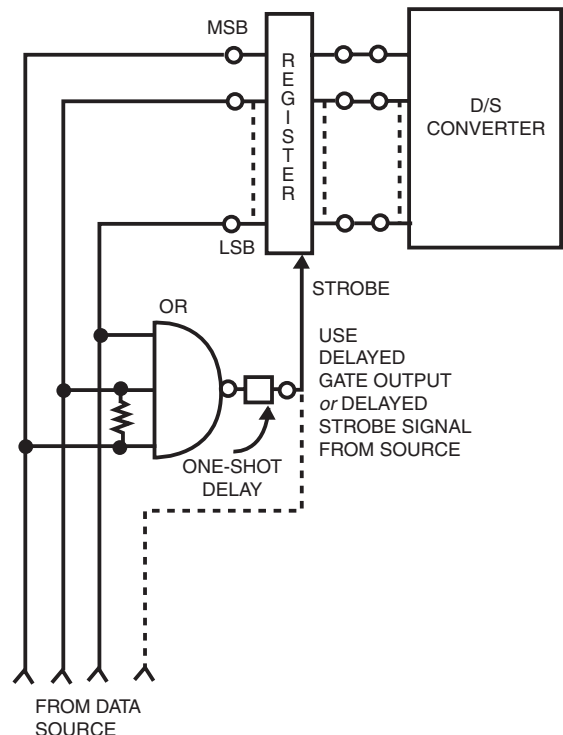 MSB
REGISTER
D/S
CONVERTER
LSB
STROBE
OR
USE
DELAYED
GATE OUTPUT
or DELAYED
STROBE SIGNAL
FROM SOURCE
ONE-SHOT
DELAY
FROM DATA
SOURCE